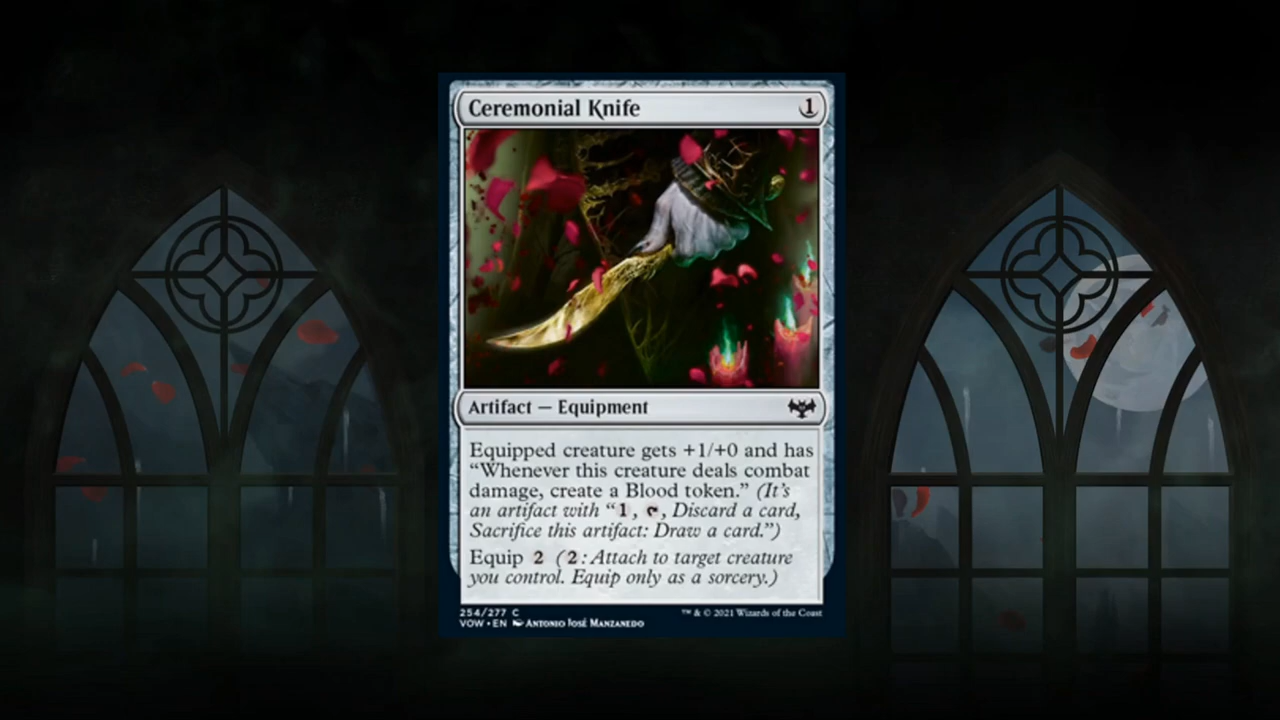 Ceremonial Knife 1
Artifact — Equipment
Equipped creature gets +1/+0 and has
“Whenever this creature deals combat
damage, create a Blood token.” (It’s
an artifact with “1, , Discard a card,
Sacrifice this artifact: Draw a card.”)
Equip 2 (2: Attach to target creature
you control. Equip only as a sorcery.)
254/277 C
VOW • EN Antonio José Manzanedo
™ & © 2021 Wizards of the Coast